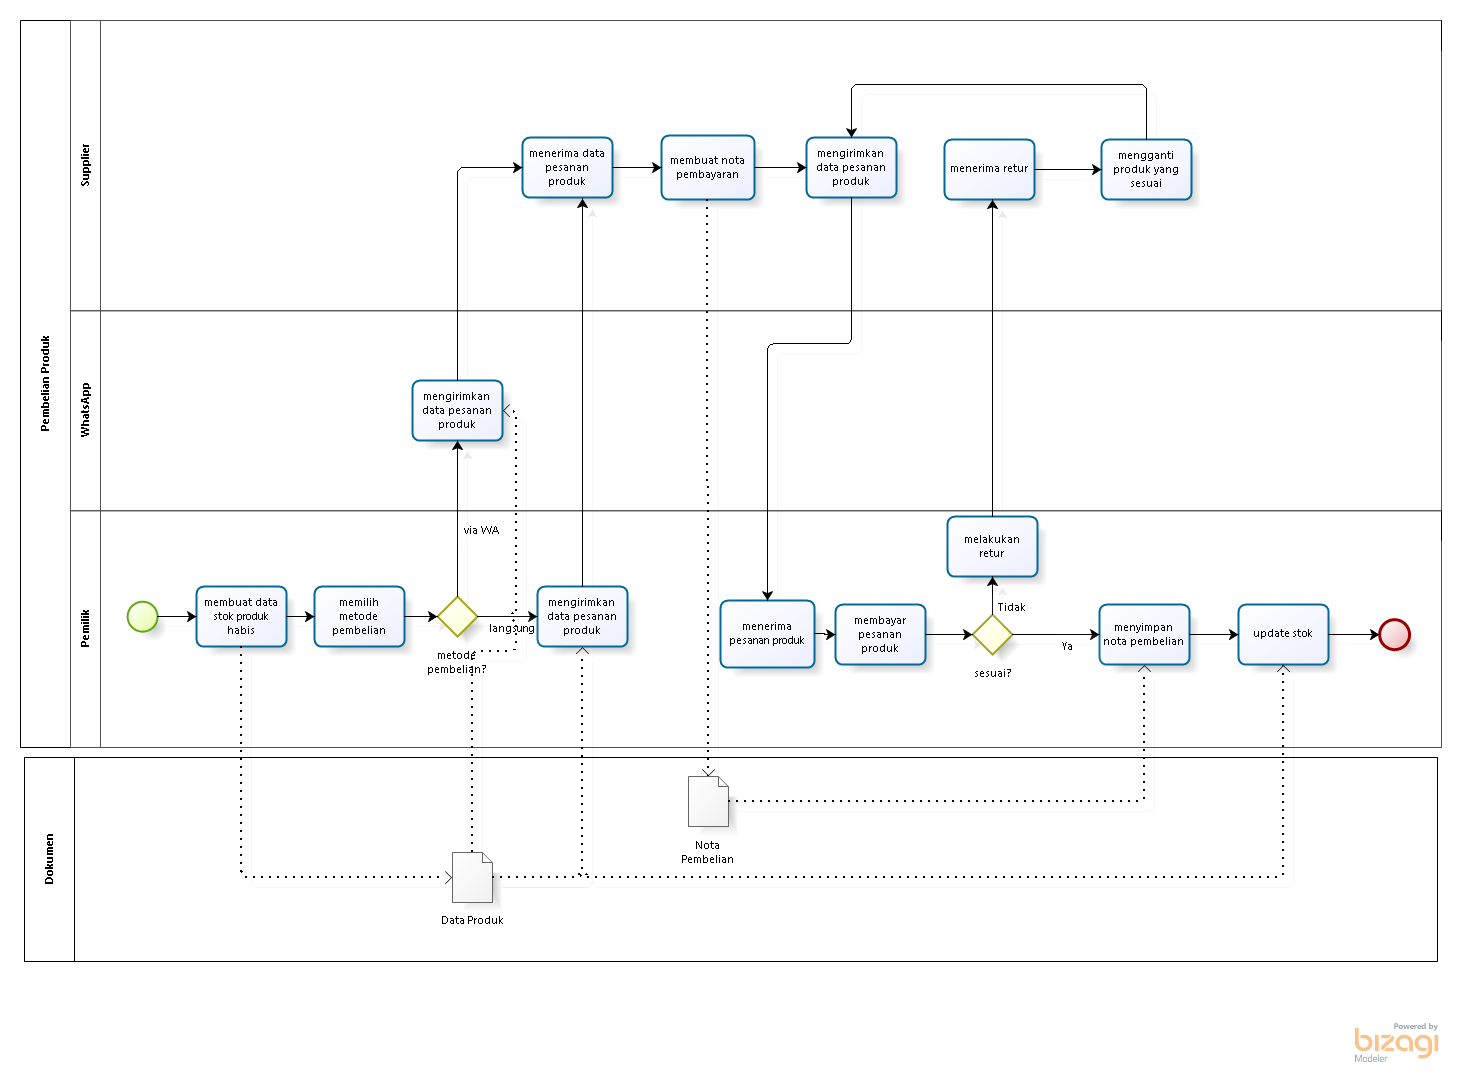 Pembelian Produk
Supplier
menerima data
pesanan
produk
membuat nota
pembayaran
mengirimkan
data pesanan
produk
menerima retur
mengganti
produk yang
sesuai
WhatsApp
mengirimkan
data pesanan
produk
Pemilik
via WA
membuat data
stok produk
habis
memilih
metode
pembelian
metode
pembelian?
langsung
mengirimkan
data pesanan
produk
menerima
pesanan produk
membayar
pesanan
produk
melakukan
retur
Tidak
sesuai?
Ya
menyimpan
nota pembelian
update stok
Dokumen
Nota
Pembelian
Data Produk
Powered by
bizagi
Modeler